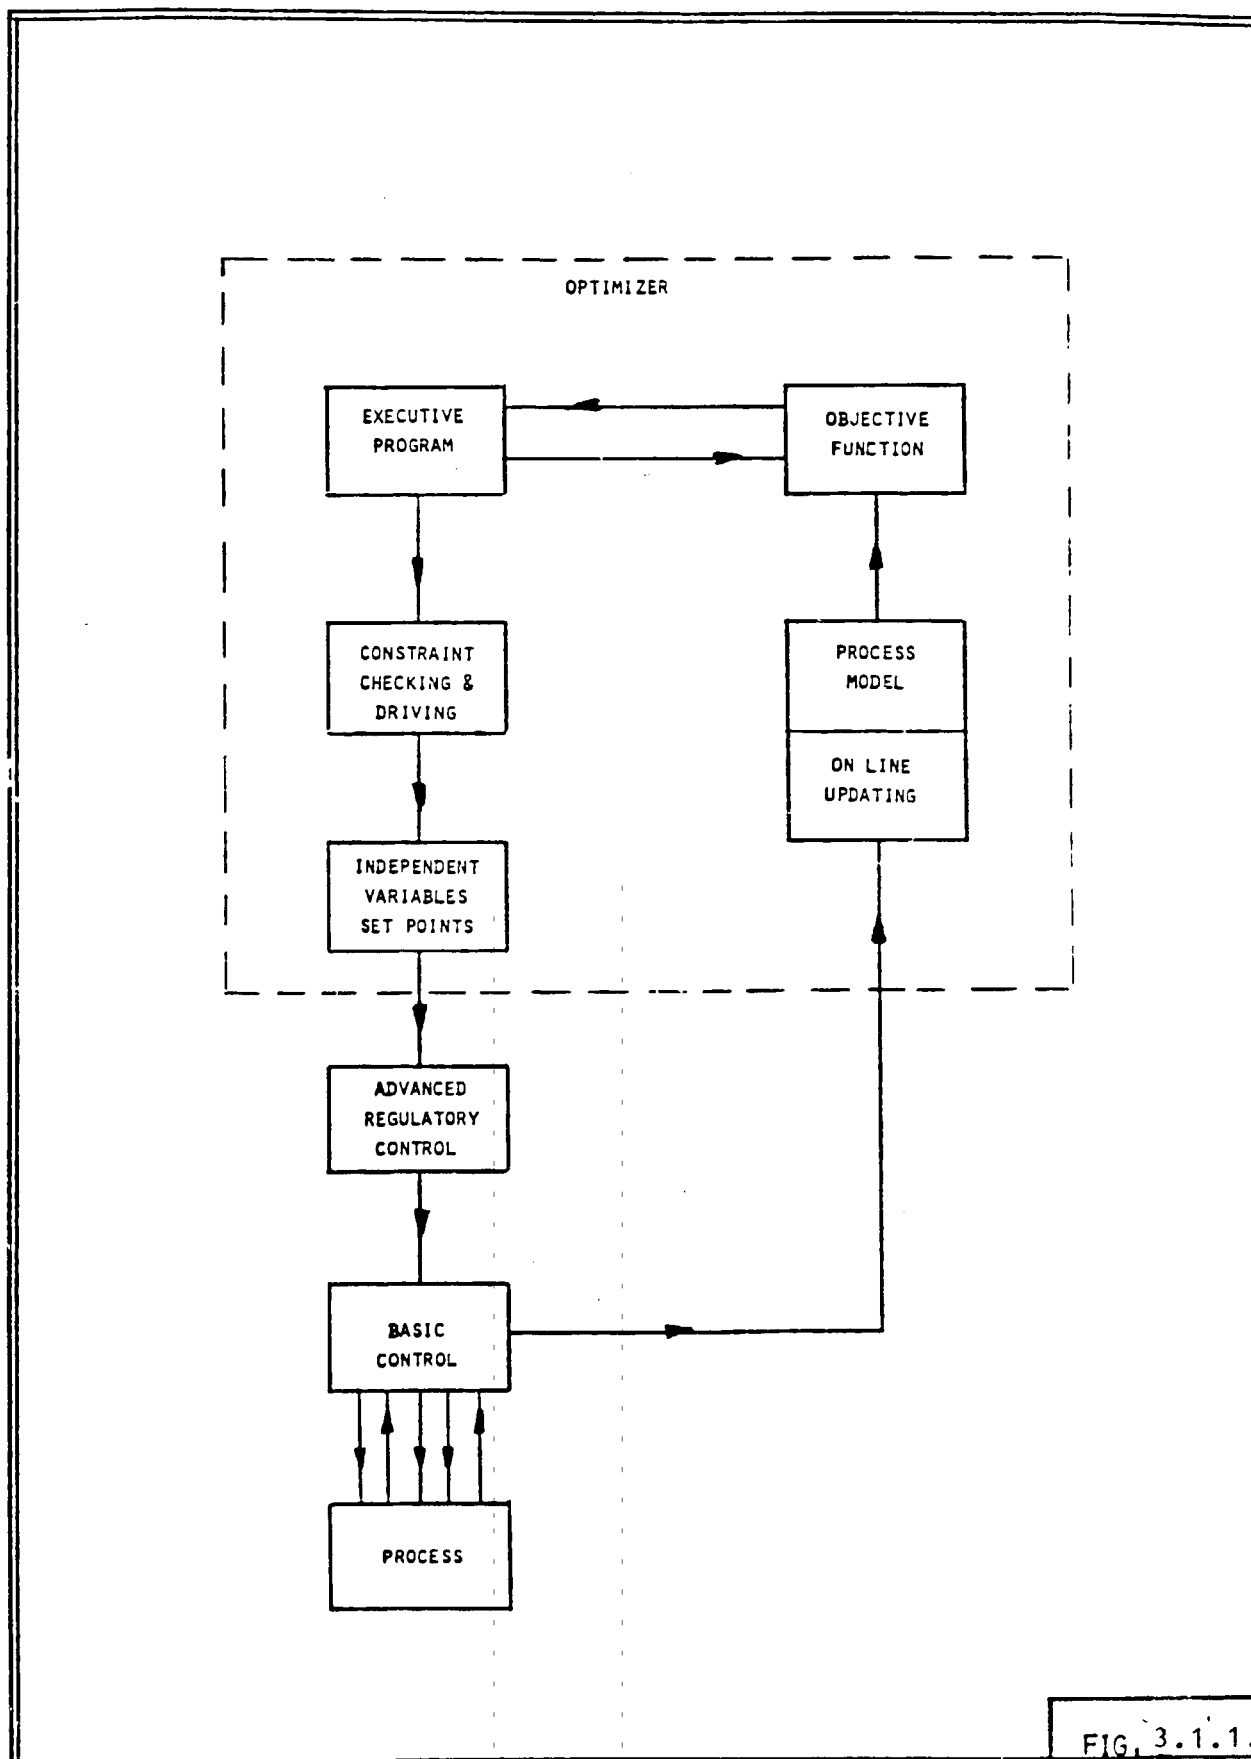 OPTIMIZER
EXECUTIVE
PROGRAM
OBJECTIVE
FUNCTION
CONSTRAINT
CHECKING &
DRIVING
PROCESS
MODEL
ON LINE
UPDATING
INDEPENDENT
VARIABLES
SET POINTS
ADVANCED
REGULATORY
CONTROL
BASIC
CONTROL
PROCESS
FIG. 3.1.1.